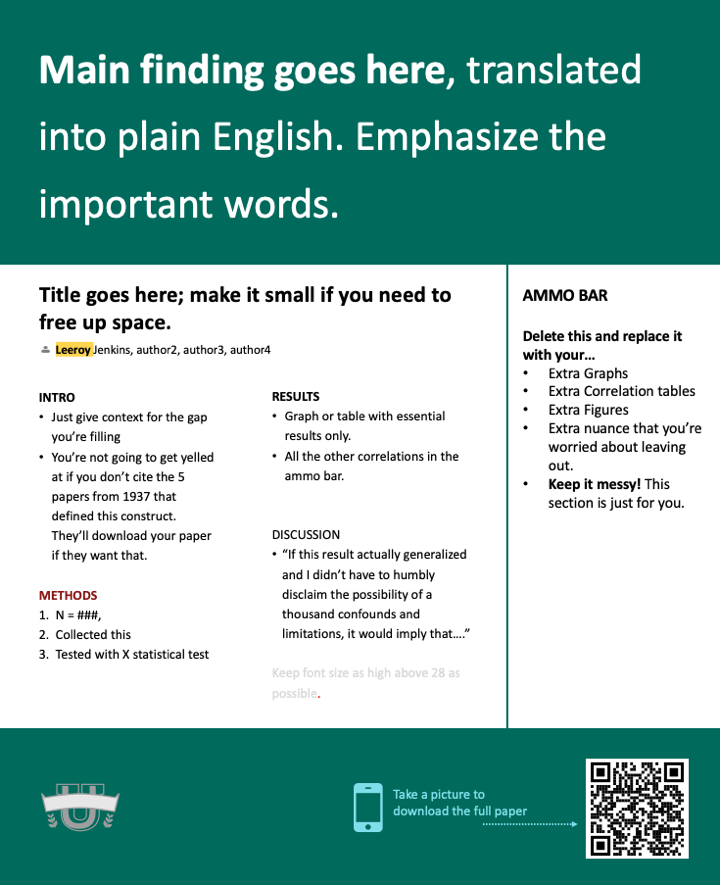 Main finding goes here, translated
into plain English. Emphasize the
important words.
Title goes here; make it small if you need to
free up space.
Leeroy Jenkins, author2, author3, author4
INTRO
• Just give context for the gap
you’re filling
• You’re not going to get yelled
at if you don’t cite the 5
papers from 1937 that
defined this construct.
They’ll download your paper
if they want that.
METHODS
1. N = ###,
2. Collected this
3. Tested with X statistical test
RESULTS
• Graph or table with essential
results only.
• All the other correlations in the
ammo bar.
DISCUSSION
• “If this result actually generalized
and I didn’t have to humbly
disclaim the possibility of a
thousand confounds and
limitations, it would imply that….”
Keep font size as high above 28 as
possible.
AMMO BAR
Delete this and replace it
with your…
• Extra Graphs
• Extra Correlation tables
• Extra Figures
• Extra nuance that you’re
worried about leaving
out.
• Keep it messy! This
section is just for you.
U
Take a picture to
download the full paper